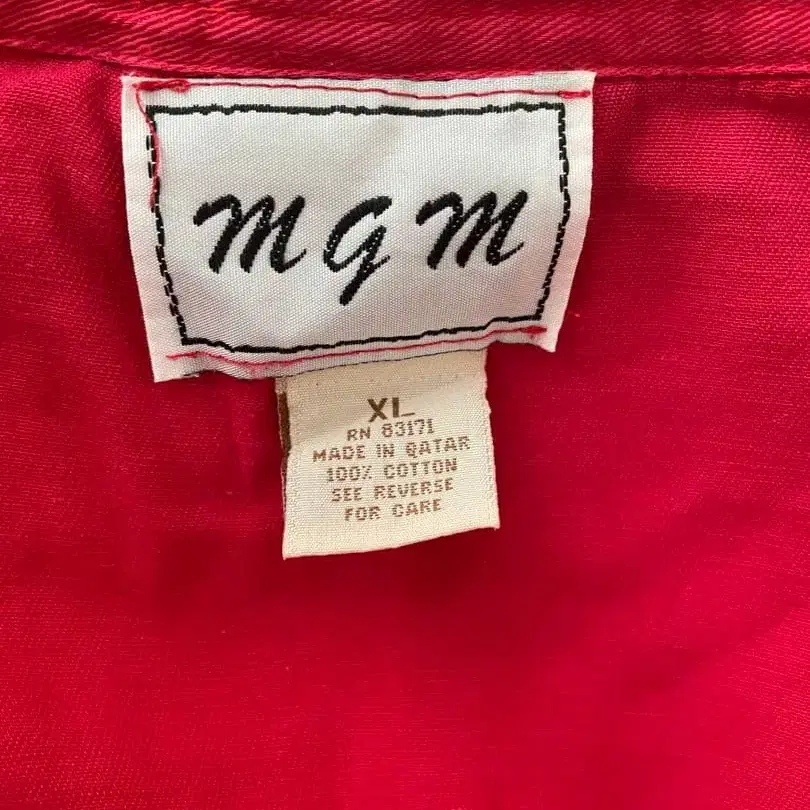 MGM
XL
RN 83171
MADE IN QATAR
100% COTTON
SEE REVERSE
FOR CARE